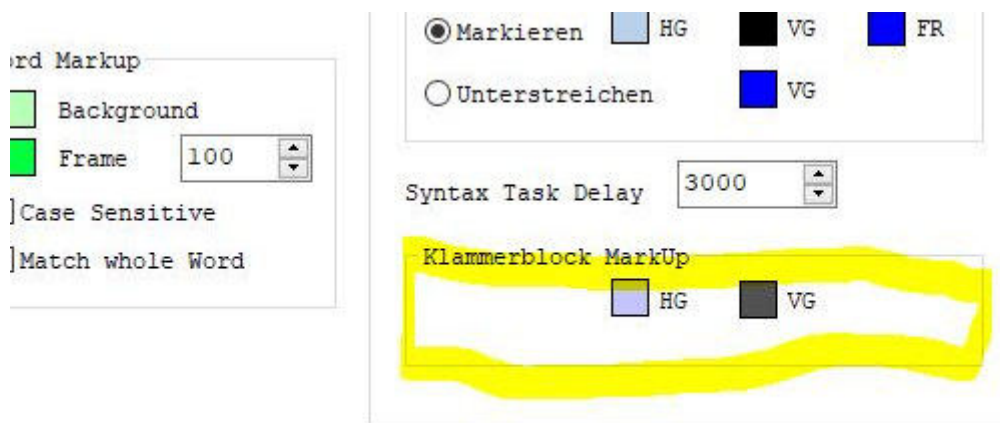 Word Markup
Background
Frame 100
Case Sensitive
Match whole Word
Markieren HG VG FR
Unterstreichen VG
Syntax Task Delay 3000
Klammerblock MarkUp
HG VG